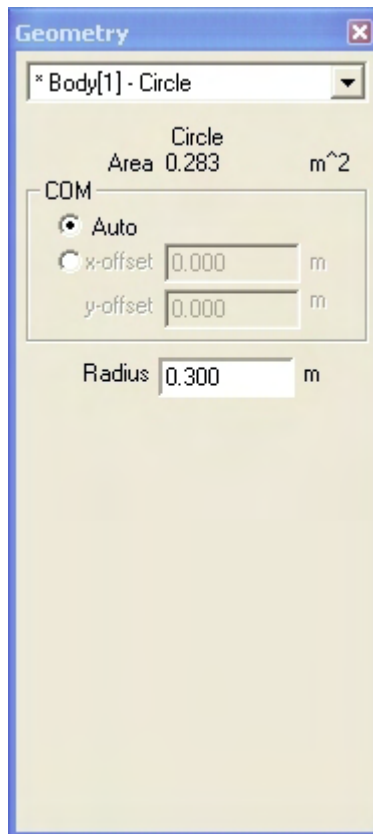 Geometry
* Body[1] - Circle
Circle
Area 0.283 m^2
COM
Auto
x-offset 0.000 m
y-offset 0.000 m
Radius 0.300 m